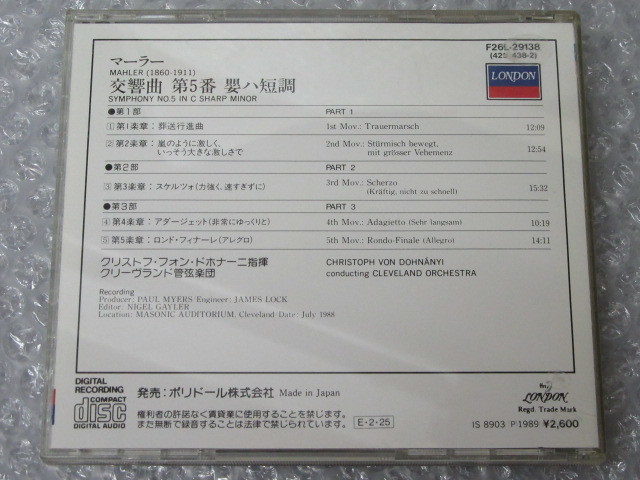 F26L-29138
(425 438-2)
LONDON
マーラー
MAHLER (1860-1911)
交響曲 第5番 嬰ハ短調
SYMPHONY NO.5 IN C SHARP MINOR
●第1部 PART 1
1 第1楽章：葬送行進曲 1st Mov.: Trauermarsch 12:09
2 第2楽章：嵐のように激しく、 2nd Mov.: Stürmisch bewegt,
いっそう大きな激しさで mit grösser Vehemenz 12:54
●第2部 PART 2
3 第3楽章：スケルツォ(力強く、速すぎずに) 3rd Mov.: Scherzo 15:32
(Kräftig, nicht zu schnell)
●第3部 PART 3
4 第4楽章：アダージェット(非常にゆっくりと) 4th Mov.: Adagietto (Sehr langsam) 10:19
5 第5楽章：ロンド・フィナーレ(アレグロ) 5th Mov.: Rondo-Finale (Allegro) 14:11
クリストフ・フォン・ドホナーニ指揮 CHRISTOPH VON DOHNÁNYI
クリーヴランド管弦楽団 conducting CLEVELAND ORCHESTRA
Recording
Producer: PAUL MYERS Engineer: JAMES LOCK
Editor: NIGEL GAYLER
Location: MASONIC AUDITORIUM, Cleveland Date: July 1988
DIGITAL
RECORDING
COMPACT
disc
DIGITAL AUDIO
発売：ポリドール株式会社 Made in Japan
権利者の許諾なく賃貸業に使用することを禁じます。
また無断で録音することは法律で禁じられています。
E・2・25
LONDON
Regd. Trade Mark
IS 8903 P1989 ¥2,600